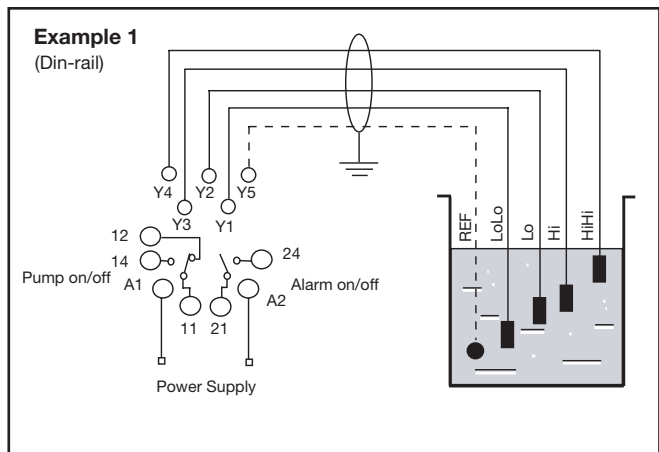 Example 1
(Din-rail)
Y4
Y2
Y5
Y3
Y1
12
14
24
Pump on/off
A1
A2
Alarm on/off
11
21
Power Supply
REF
LoLo
Lo
Hi
HiHi